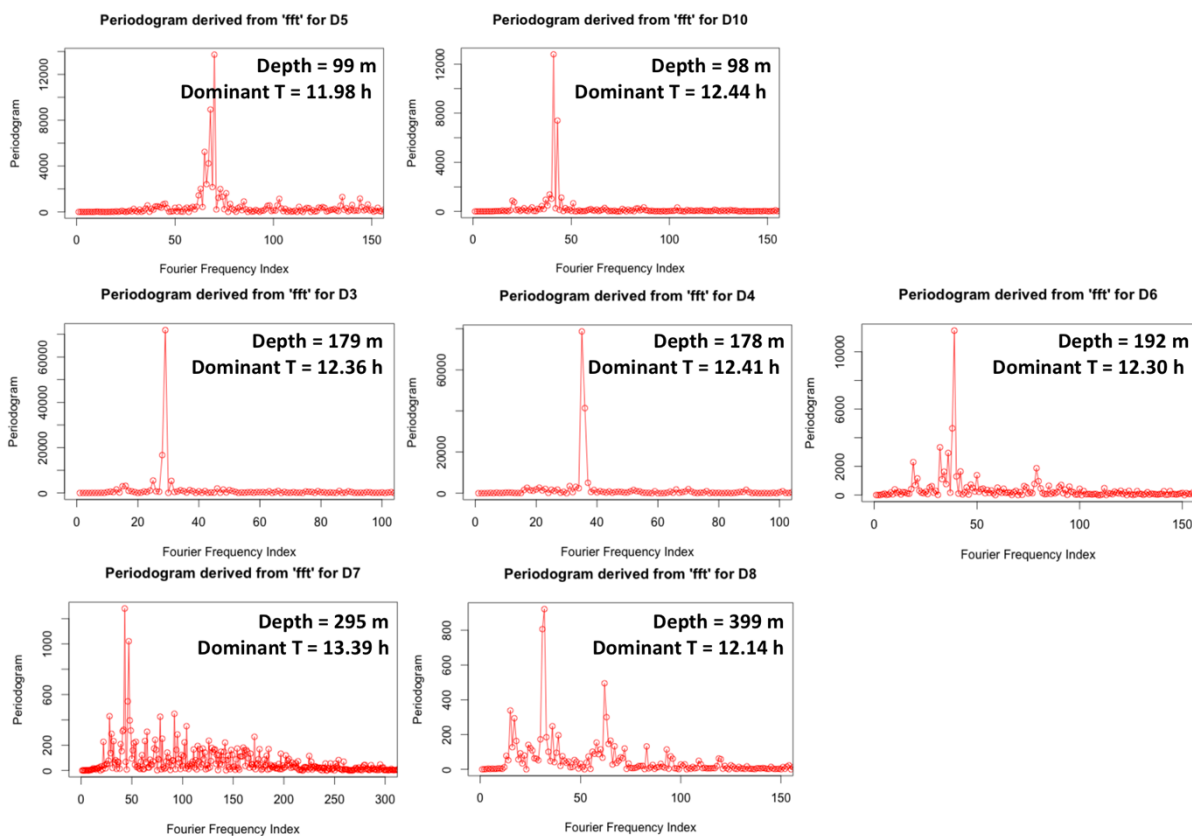 Periodogram derived from 'fft' for D5
Depth = 99 m
Dominant T = 11.98 h
Periodogram
0
4000
8000
12000
0
50
100
150
Fourier Frequency Index
Periodogram derived from 'fft' for D10
Depth = 98 m
Dominant T = 12.44 h
Periodogram
0
4000
8000
12000
0
50
100
150
Fourier Frequency Index
Periodogram derived from 'fft' for D3
Depth = 179 m
Dominant T = 12.36 h
Periodogram
0
20000
40000
60000
0
20
40
60
80
100
Fourier Frequency Index
Periodogram derived from 'fft' for D4
Depth = 178 m
Dominant T = 12.41 h
Periodogram
0
20000
60000
0
20
40
60
80
100
Fourier Frequency Index
Periodogram derived from 'fft' for D6
Depth = 192 m
Dominant T = 12.30 h
Periodogram
0
2000
6000
10000
0
50
100
150
Fourier Frequency Index
Periodogram derived from 'fft' for D7
Depth = 295 m
Dominant T = 13.39 h
Periodogram
0
200
600
1000
0
50
100
150
200
250
300
Fourier Frequency Index
Periodogram derived from 'fft' for D8
Depth = 399 m
Dominant T = 12.14 h
Periodogram
0
200
400
600
800
0
50
100
150
Fourier Frequency Index